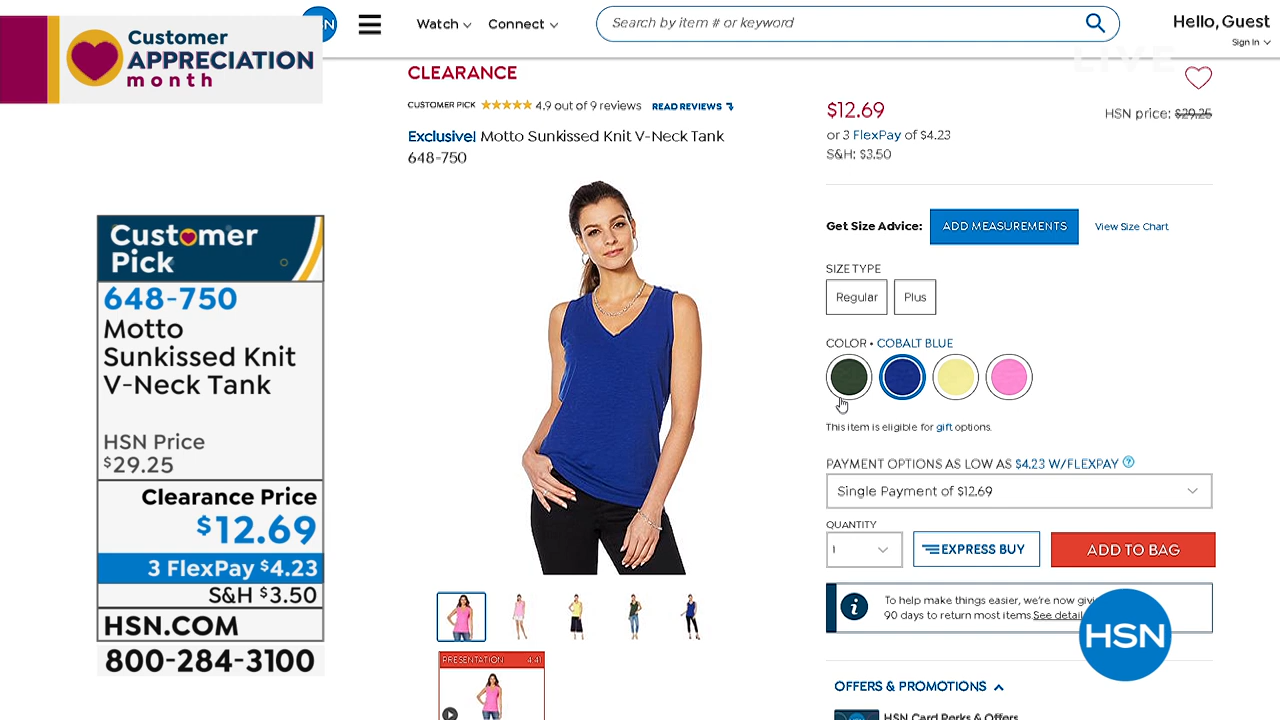 Customer
APPRECIATION
month
Watch
Connect
Search by item # or keyword
Hello, Guest
Sign In
LIVE
CLEARANCE
CUSTOMER PICK 4.9 out of 9 reviews READ REVIEWS
Exclusive! Motto Sunkissed Knit V-Neck Tank
648-750
$12.69
HSN price: $29.25
or 3 FlexPay of $4.23
S&H: $3.50
Get Size Advice: ADD MEASUREMENTS View Size Chart
SIZE TYPE
Regular Plus
COLOR • COBALT BLUE
This item is eligible for gift options.
PAYMENT OPTIONS AS LOW AS $4.23 W/FLEXPAY ?
Single Payment of $12.69
QUANTITY
1
EXPRESS BUY
ADD TO BAG
i
To help make things easier, we're now givi
90 days to return most items. See detail
HSN
OFFERS & PROMOTIONS
HSN Card Perks & Offers
PRESENTATION 4:41
Customer
Pick
648-750
Motto
Sunkissed Knit
V-Neck Tank
HSN Price
$29.25
Clearance Price
$12.69
3 FlexPay $4.23
S&H $3.50
HSN.COM
800-284-3100